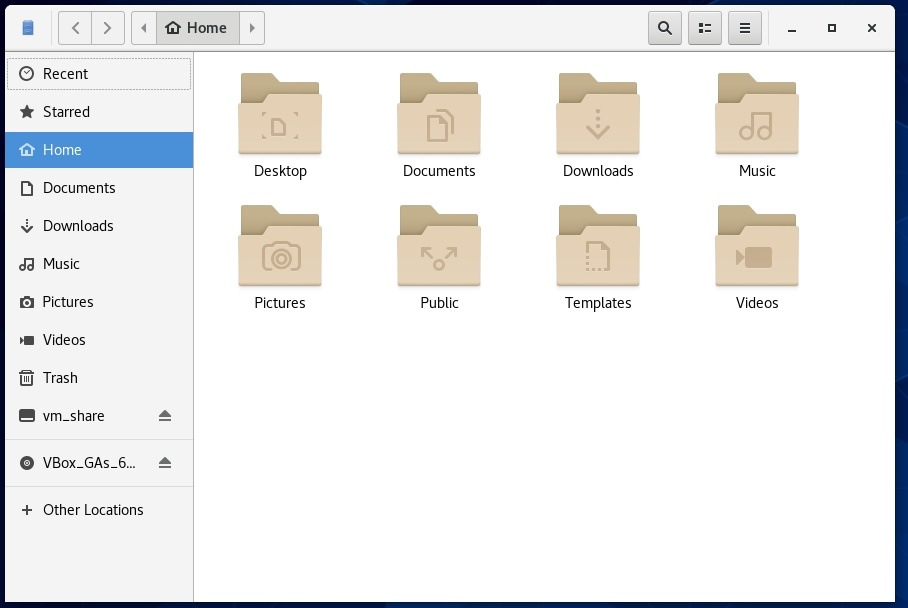 Home
Recent
Starred
Home
Documents
Downloads
Music
Pictures
Videos
Trash
vm_share
VBox_GAs_6...
Other Locations
Desktop
Documents
Downloads
Music
Pictures
Public
Templates
Videos